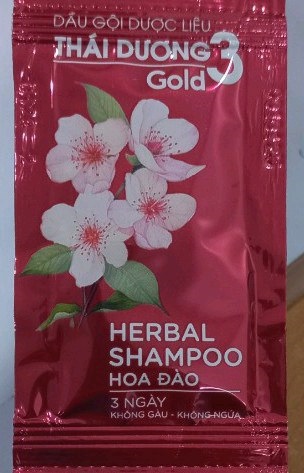 DẦU GỘI DƯỢC LIỆU
THÁI DƯƠNG 3
Gold
HERBAL
SHAMPOO
HOA ĐÀO
3 NGÀY
KHÔNG GÀU - KHÔNG NGỨA